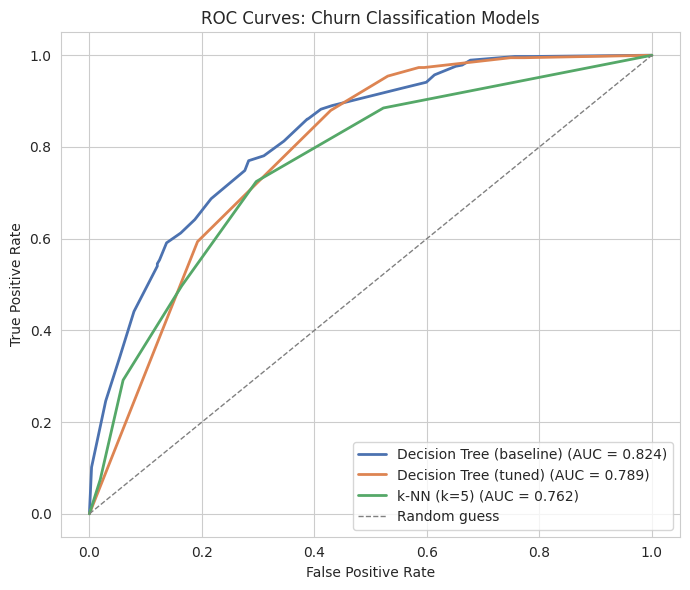 ROC Curves: Churn Classification Models
True Positive Rate
1.0
0.8
0.6
0.4
0.2
0.0
0.0 0.2 0.4 0.6 0.8 1.0
False Positive Rate
Decision Tree (baseline) (AUC = 0.824)
Decision Tree (tuned) (AUC = 0.789)
k-NN (k=5) (AUC = 0.762)
Random guess